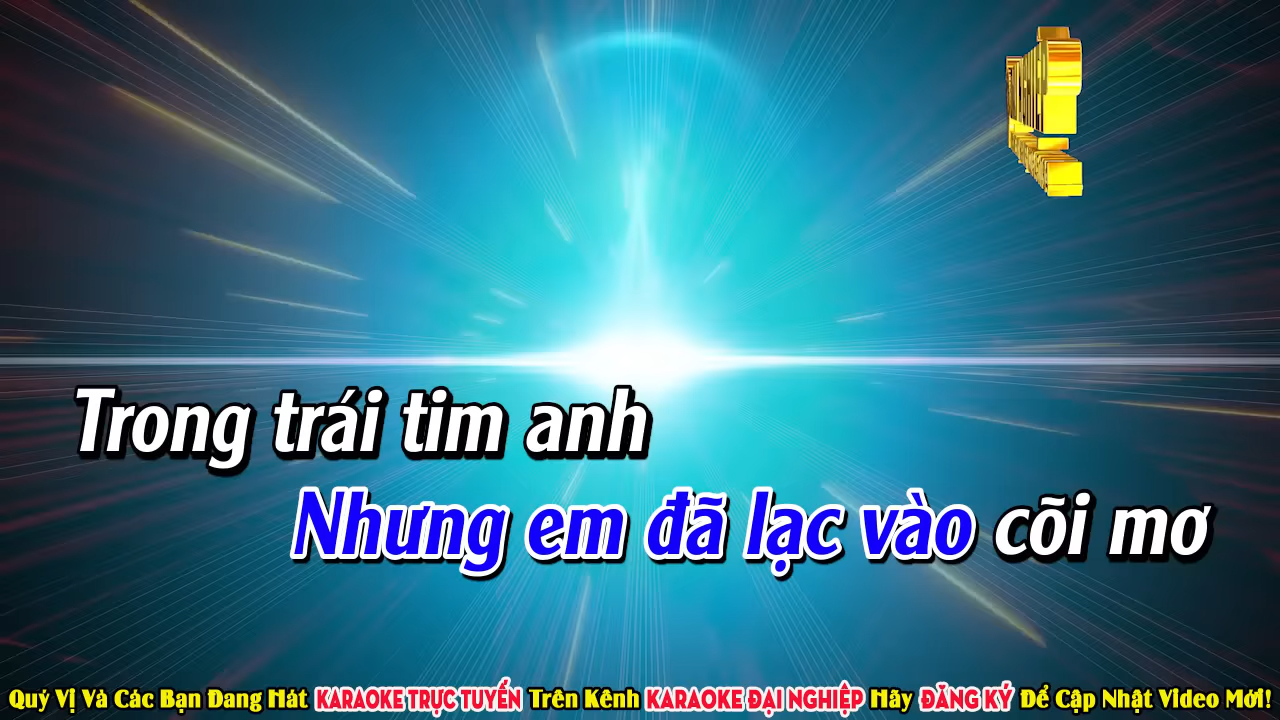 Trong trái tim anh
Nhưng em đã lạc vào cõi mơ
Quý Vị Và Các Bạn Đang Hát KARAOKE TRỰC TUYẾN Trên Kênh KARAOKE ĐẠI NGHIỆP Hãy ĐĂNG KÝ Để Cập Nhật Video Mới!